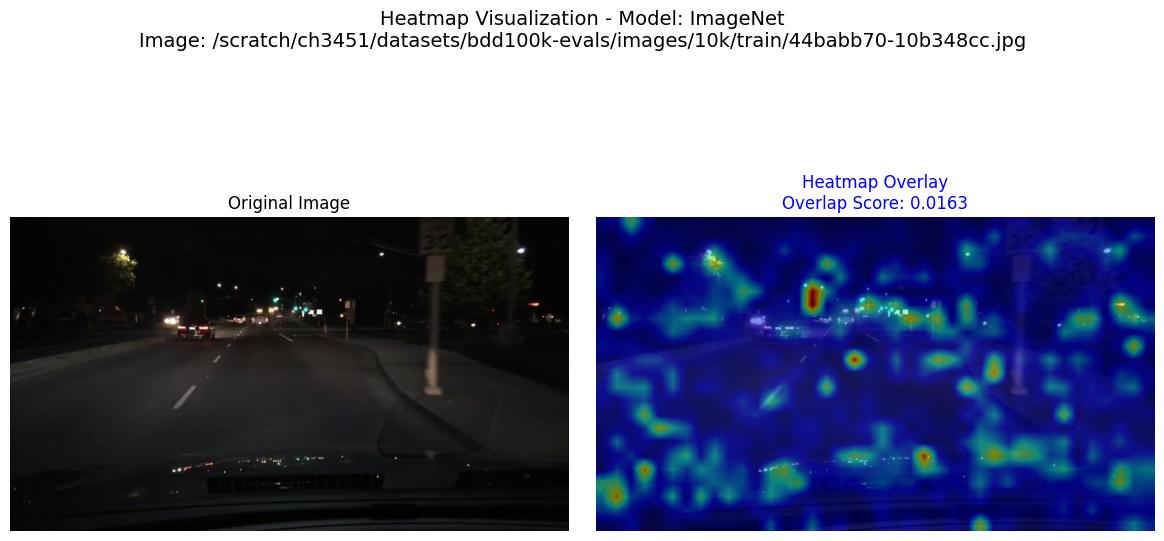 Heatmap Visualization - Model: ImageNet
Image: /scratch/ch3451/datasets/bdd100k-evals/images/10k/train/44babb70-10b348cc.jpg
Original Image
Heatmap Overlay
Overlap Score: 0.0163
30